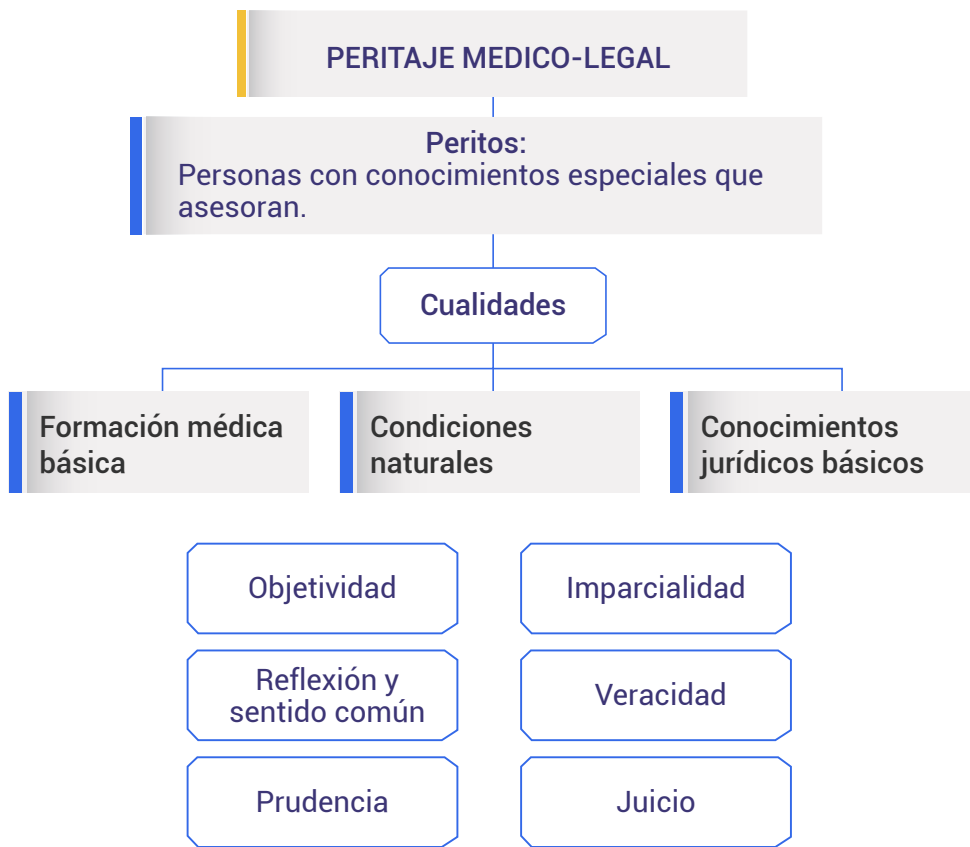 PERITAJE MEDICO-LEGAL
Peritos:
Personas con conocimientos especiales que
asesoran.
Cualidades
Formación médica
básica
Condiciones
naturales
Conocimientos
jurídicos básicos
Objetividad
Imparcialidad
Reflexión y
sentido común
Veracidad
Prudencia
Juicio